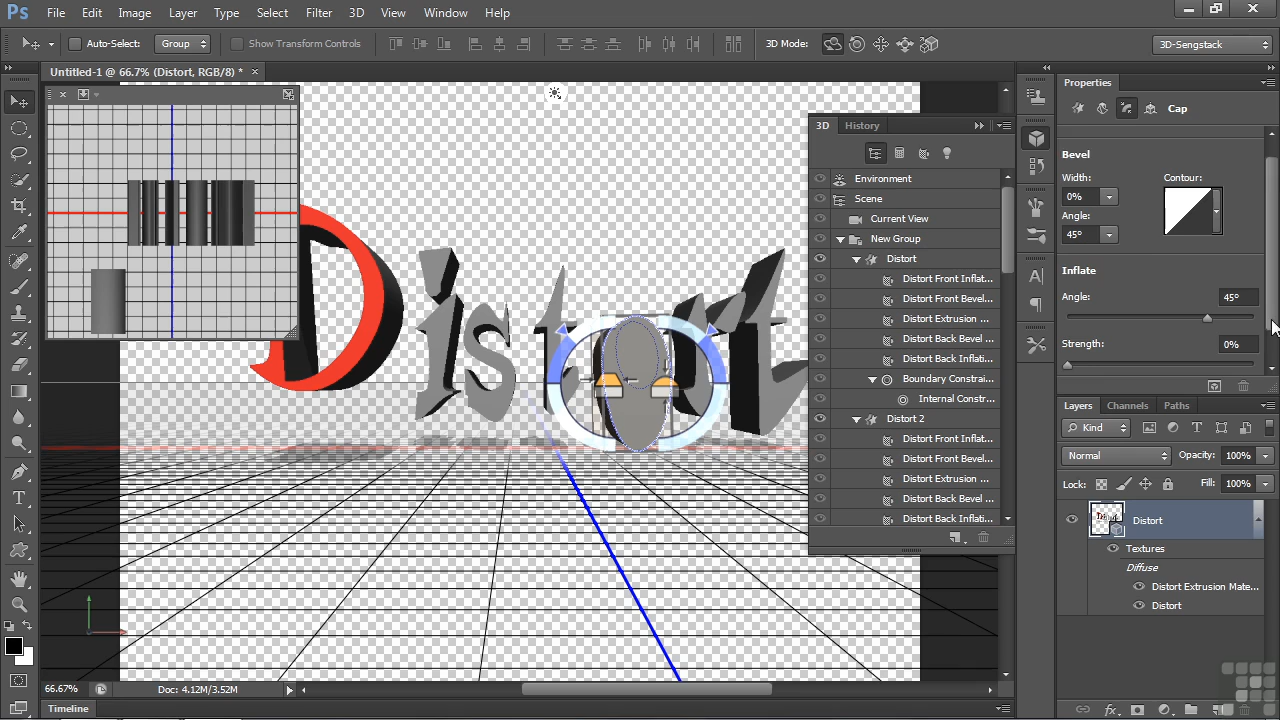 Ps File Edit Image Layer Type Select Filter 3D View Window Help
Auto-Select: Group Show Transform Controls 3D Mode: 3D-Sengstack
Untitled-1 @ 66.7% (Distort, RGB/8) *
Distort
3D History
Environment
Scene
Current View
New Group
Distort
Distort Front Inflat...
Distort Front Bevel...
Distort Extrusion ...
Distort Back Bevel ...
Distort Back Inflati...
Boundary Constrai...
Internal Constr...
Distort 2
Distort Front Inflat...
Distort Front Bevel...
Distort Extrusion ...
Distort Back Bevel ...
Distort Back Inflati...
Properties
Cap
Bevel
Width: Contour:
0%
Angle:
45°
Inflate
Angle: 45°
Strength: 0%
Layers Channels Paths
Kind
Normal Opacity: 100%
Lock: Fill: 100%
Distort
Textures
Diffuse
Distort Extrusion Mate...
Distort
66.67% Doc: 4.12M/3.52M
Timeline